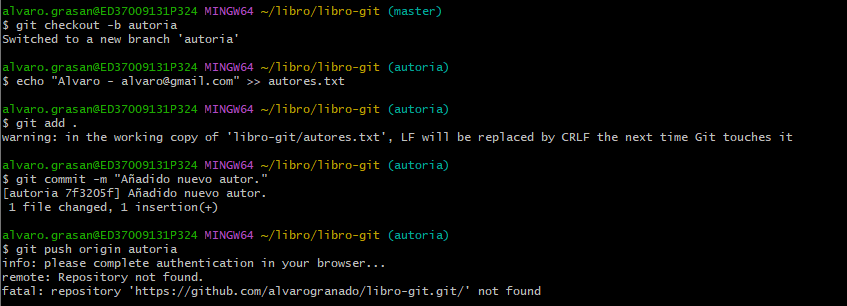 alvaro.grasan@ED37009131P324 MINGW64 ~/libro/libro-git (master)
$ git checkout -b autoria
Switched to a new branch 'autoria'
alvaro.grasan@ED37009131P324 MINGW64 ~/libro/libro-git (autoria)
$ echo "Alvaro - alvaro@gmail.com" >> autores.txt
alvaro.grasan@ED37009131P324 MINGW64 ~/libro/libro-git (autoria)
$ git add .
warning: in the working copy of 'libro-git/autores.txt', LF will be replaced by CRLF the next time Git touches it
alvaro.grasan@ED37009131P324 MINGW64 ~/libro/libro-git (autoria)
$ git commit -m "Añadido nuevo autor."
[autoria 7f3205f] Añadido nuevo autor.
 1 file changed, 1 insertion(+)
alvaro.grasan@ED37009131P324 MINGW64 ~/libro/libro-git (autoria)
$ git push origin autoria
info: please complete authentication in your browser...
remote: Repository not found.
fatal: repository 'https://github.com/alvarogranado/libro-git.git/' not found